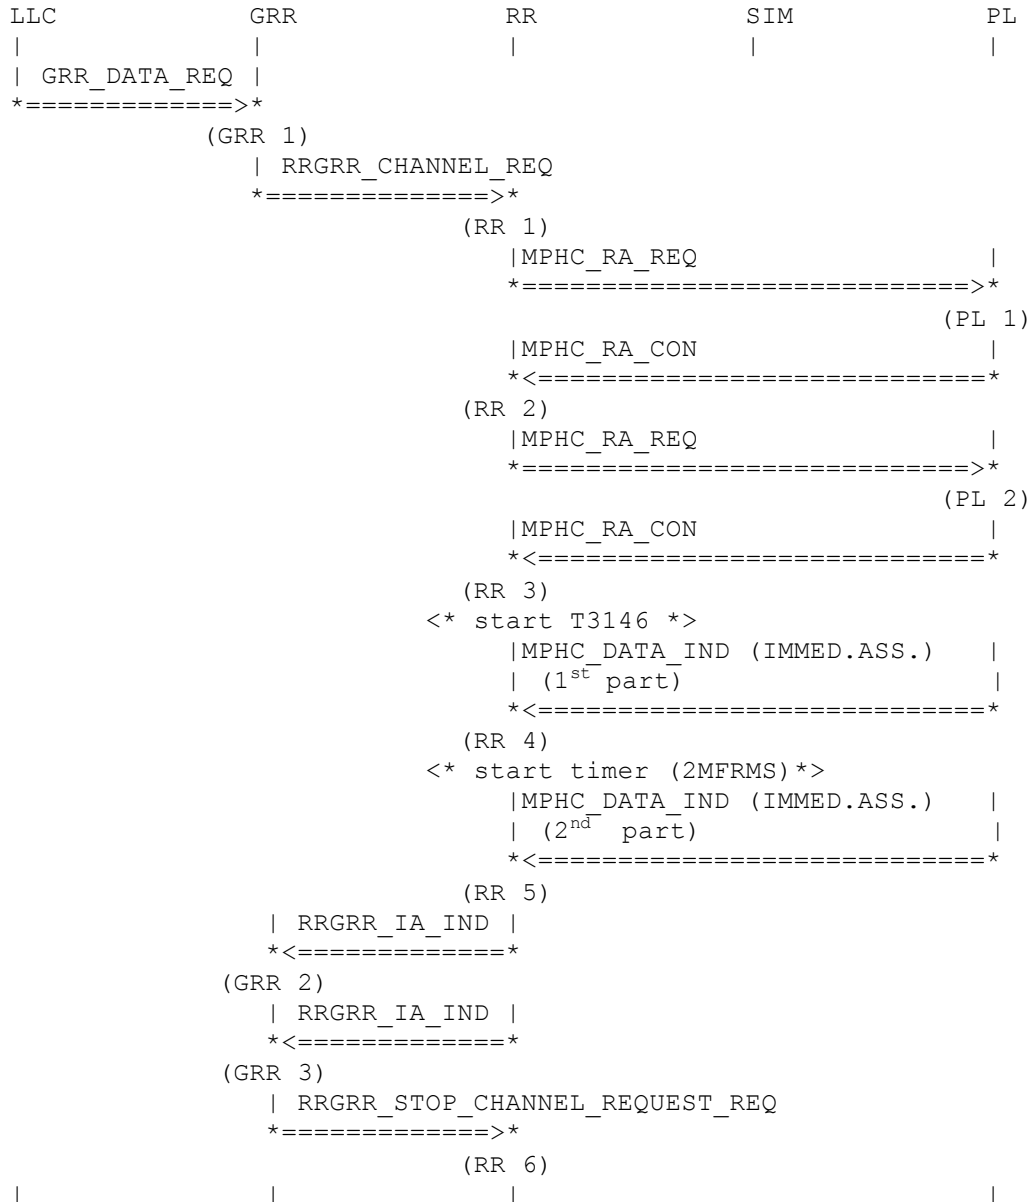 LLC GRR RR SIM PL
| | | | |
| GRR_DATA_REQ |
*=============>*
(GRR 1)
| RRGRR_CHANNEL_REQ
*==============>*
(RR 1)
|MPHC_RA_REQ |
*============================>*
(PL 1)
|MPHC_RA_CON |
*<============================*
(RR 2)
|MPHC_RA_REQ |
*============================>*
(PL 2)
|MPHC_RA_CON |
*<============================*
(RR 3)
<* start T3146 *>
|MPHC_DATA_IND (IMMED.ASS.) |
| (1st part) |
*<============================*
(RR 4)
<* start timer (2MFRMS)*>
|MPHC_DATA_IND (IMMED.ASS.) |
| (2nd part) |
*<============================*
(RR 5)
| RRGRR_IA_IND |
*<=============*
(GRR 2)
| RRGRR_IA_IND |
*<=============*
(GRR 3)
| RRGRR_STOP_CHANNEL_REQUEST_REQ
*=============>*
(RR 6)
| | | |